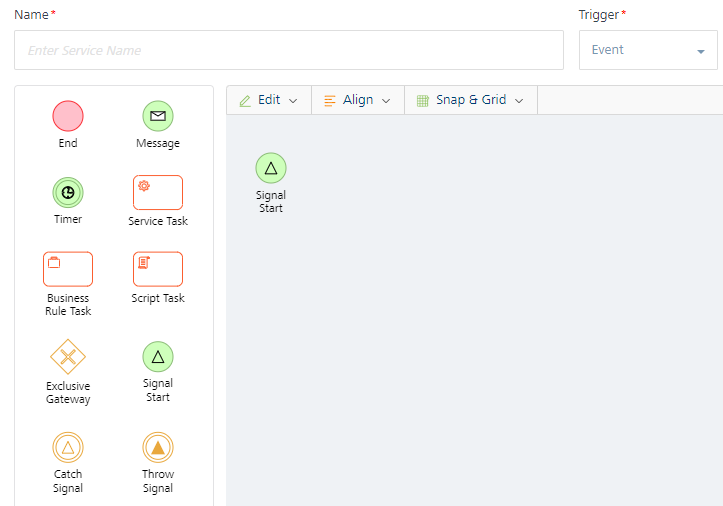 Name*
Trigger*
Enter Service Name
Event
Edit
Align
Snap & Grid
End
Message
Signal
Start
Timer
Service Task
Business
Rule Task
Script Task
Exclusive
Gateway
Signal
Start
Catch
Signal
Throw
Signal